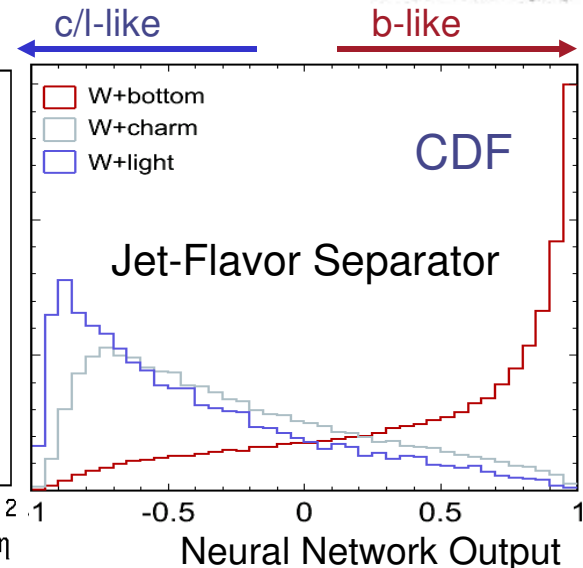 c/l-like b-like
W+bottom
W+charm
W+light
CDF
Jet-Flavor Separator
2 -1 -0.5 0 0.5 1
η Neural Network Output